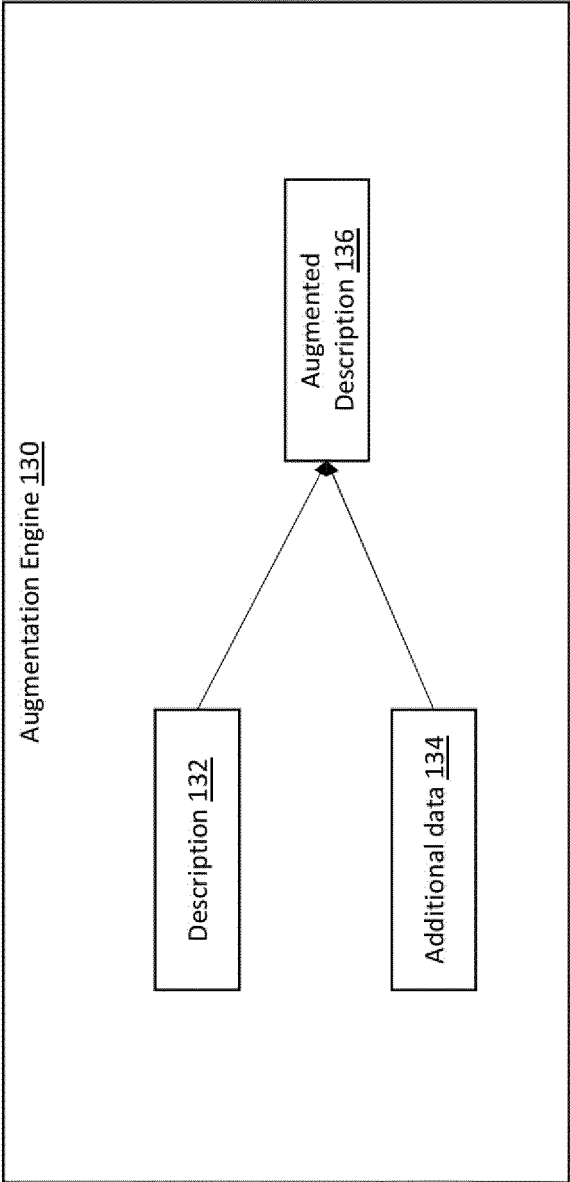 Augmentation Engine 130
Description 132
Additional data 134
Augmented
Description 136